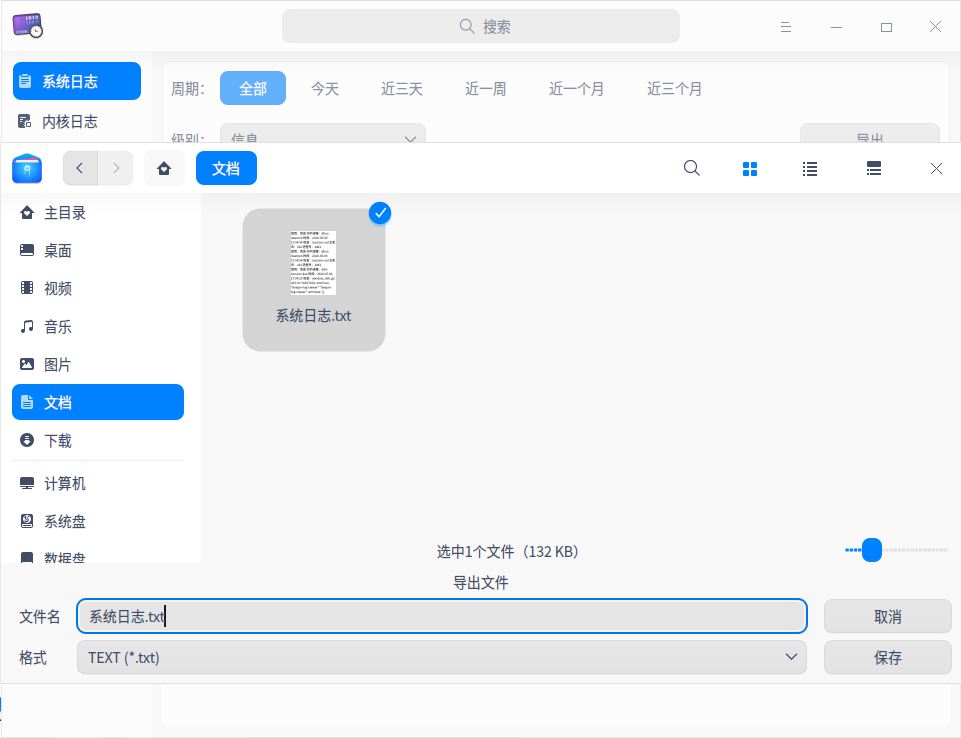 搜索
系统日志
内核日志
周期： 全部 今天 近三天 近一周 近一个月 近三个月
级别： 信息 导出
文档
主目录
桌面
视频
音乐
图片
文档
下载
计算机
系统盘
数据盘
系统日志.txt
选中1个文件（132 KB）
导出文件
文件名 系统日志.txt 取消
格式 TEXT (*.txt) 保存